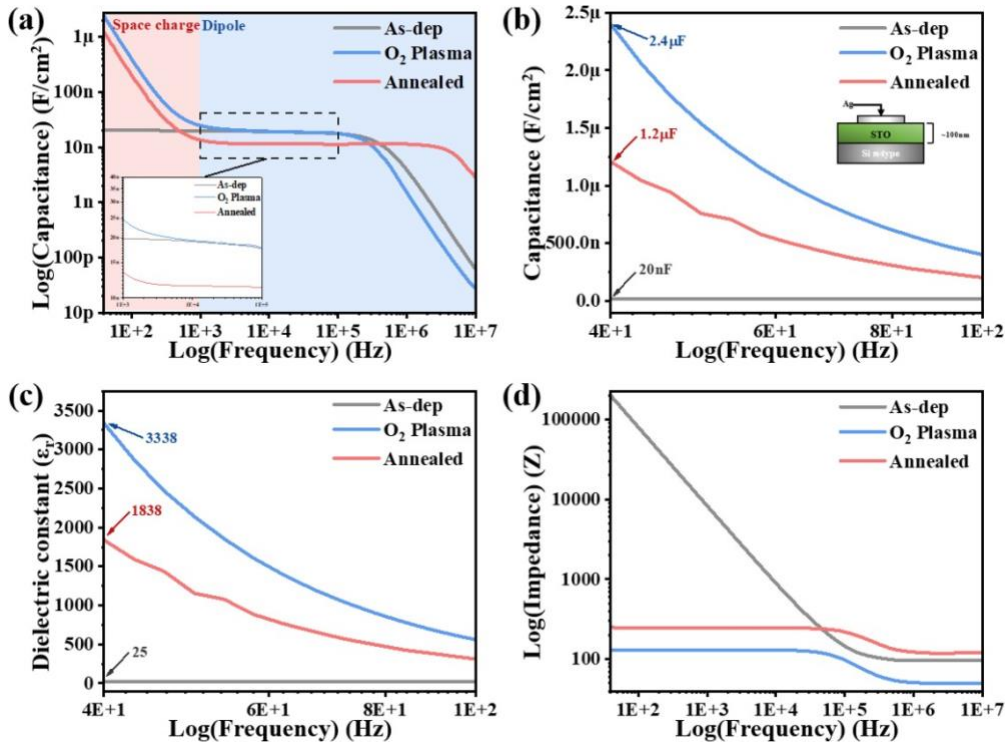 (a)
Space charge Dipole
As-dep
O₂ Plasma
Annealed
Log(Capacitance) (F/cm²)
1µ
100n
10n
1n
100p
10p
As-dep
O₂ Plasma
Annealed
1E+3
1E+4
1E+5
1E+2 1E+3 1E+4 1E+5 1E+6 1E+7
Log(Frequency) (Hz)
(b)
As-dep
O₂ Plasma
Annealed
Capacitance (F/cm²)
2.5µ
2.0µ
1.5µ
1.0µ
500.0n
0.0
2.4µF
1.2µF
20nF
Ag
STO
Si n-type
~100nm
4E+1 6E+1 8E+1 1E+2
Log(Frequency) (Hz)
(c)
As-dep
O₂ Plasma
Annealed
Dielectric constant (εr)
3500
3000
2500
2000
1500
1000
500
0
3338
1838
25
4E+1 6E+1 8E+1 1E+2
Log(Frequency) (Hz)
(d)
As-dep
O₂ Plasma
Annealed
Log(Impedance) (Z)
100000
10000
1000
100
1E+2 1E+3 1E+4 1E+5 1E+6 1E+7
Log(Frequency) (Hz)